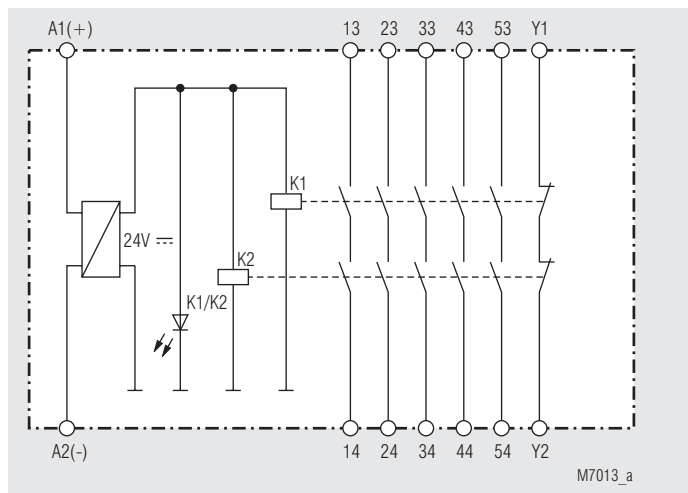 A1(+) 13 23 33 43 53 Y1
K1
24V
K2
K1/K2
A2(-) 14 24 34 44 54 Y2
M7013_a